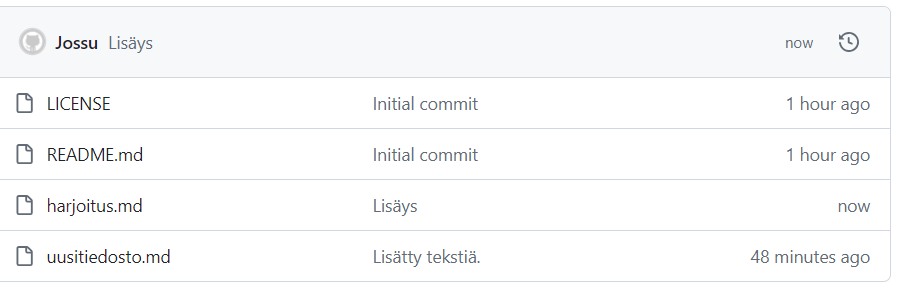 Jossu Lisäys now
LICENSE Initial commit 1 hour ago
README.md Initial commit 1 hour ago
harjoitus.md Lisäys now
uusitiedosto.md Lisätty tekstiä. 48 minutes ago